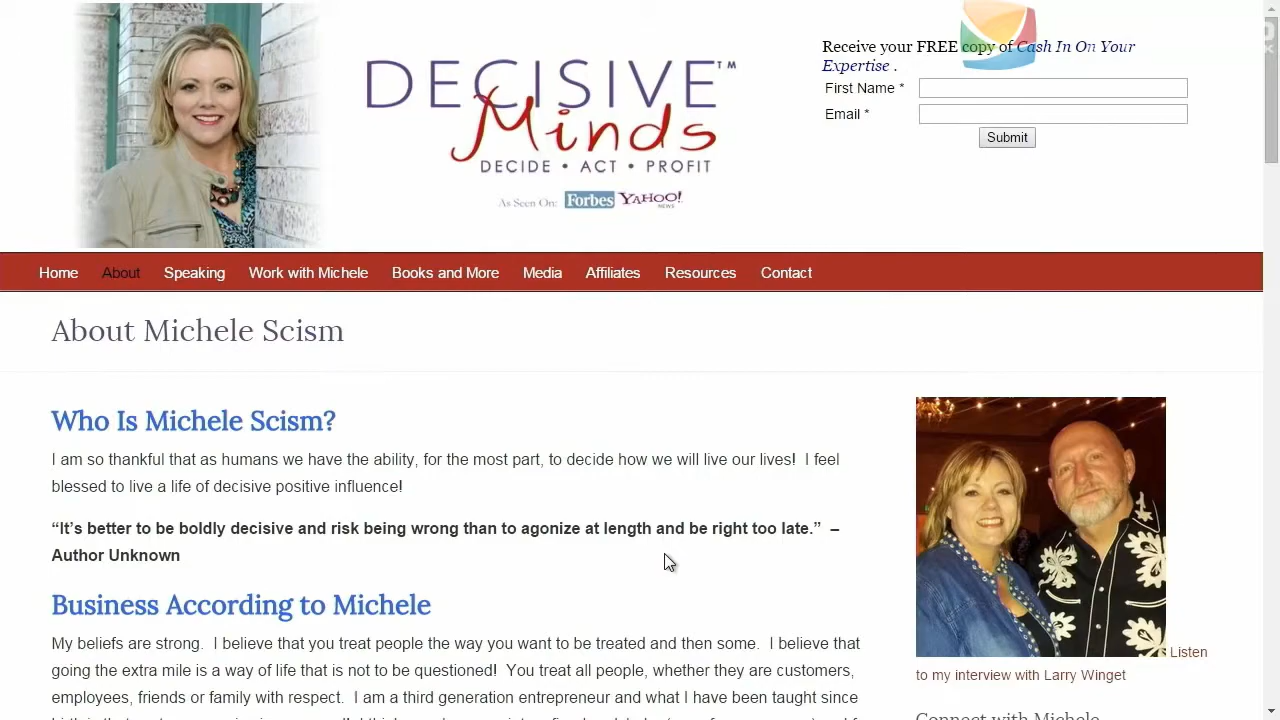 DECISIVE™
Minds
DECIDE • ACT • PROFIT
As Seen On: Forbes YAHOO!
NEWS
Receive your FREE copy of Cash In On Your
Expertise .
First Name *
Email *
Submit
Home About Speaking Work with Michele Books and More Media Affiliates Resources Contact
About Michele Scism
Who Is Michele Scism?
I am so thankful that as humans we have the ability, for the most part, to decide how we will live our lives!  I feel
blessed to live a life of decisive positive influence!
“It’s better to be boldly decisive and risk being wrong than to agonize at length and be right too late.”  –
Author Unknown
Business According to Michele
My beliefs are strong.  I believe that you treat people the way you want to be treated and then some.  I believe that
going the extra mile is a way of life that is not to be questioned!  You treat all people, whether they are customers,
employees, friends or family with respect.  I am a third generation entrepreneur and what I have been taught since
Listen
to my interview with Larry Winget
Connect with Michele